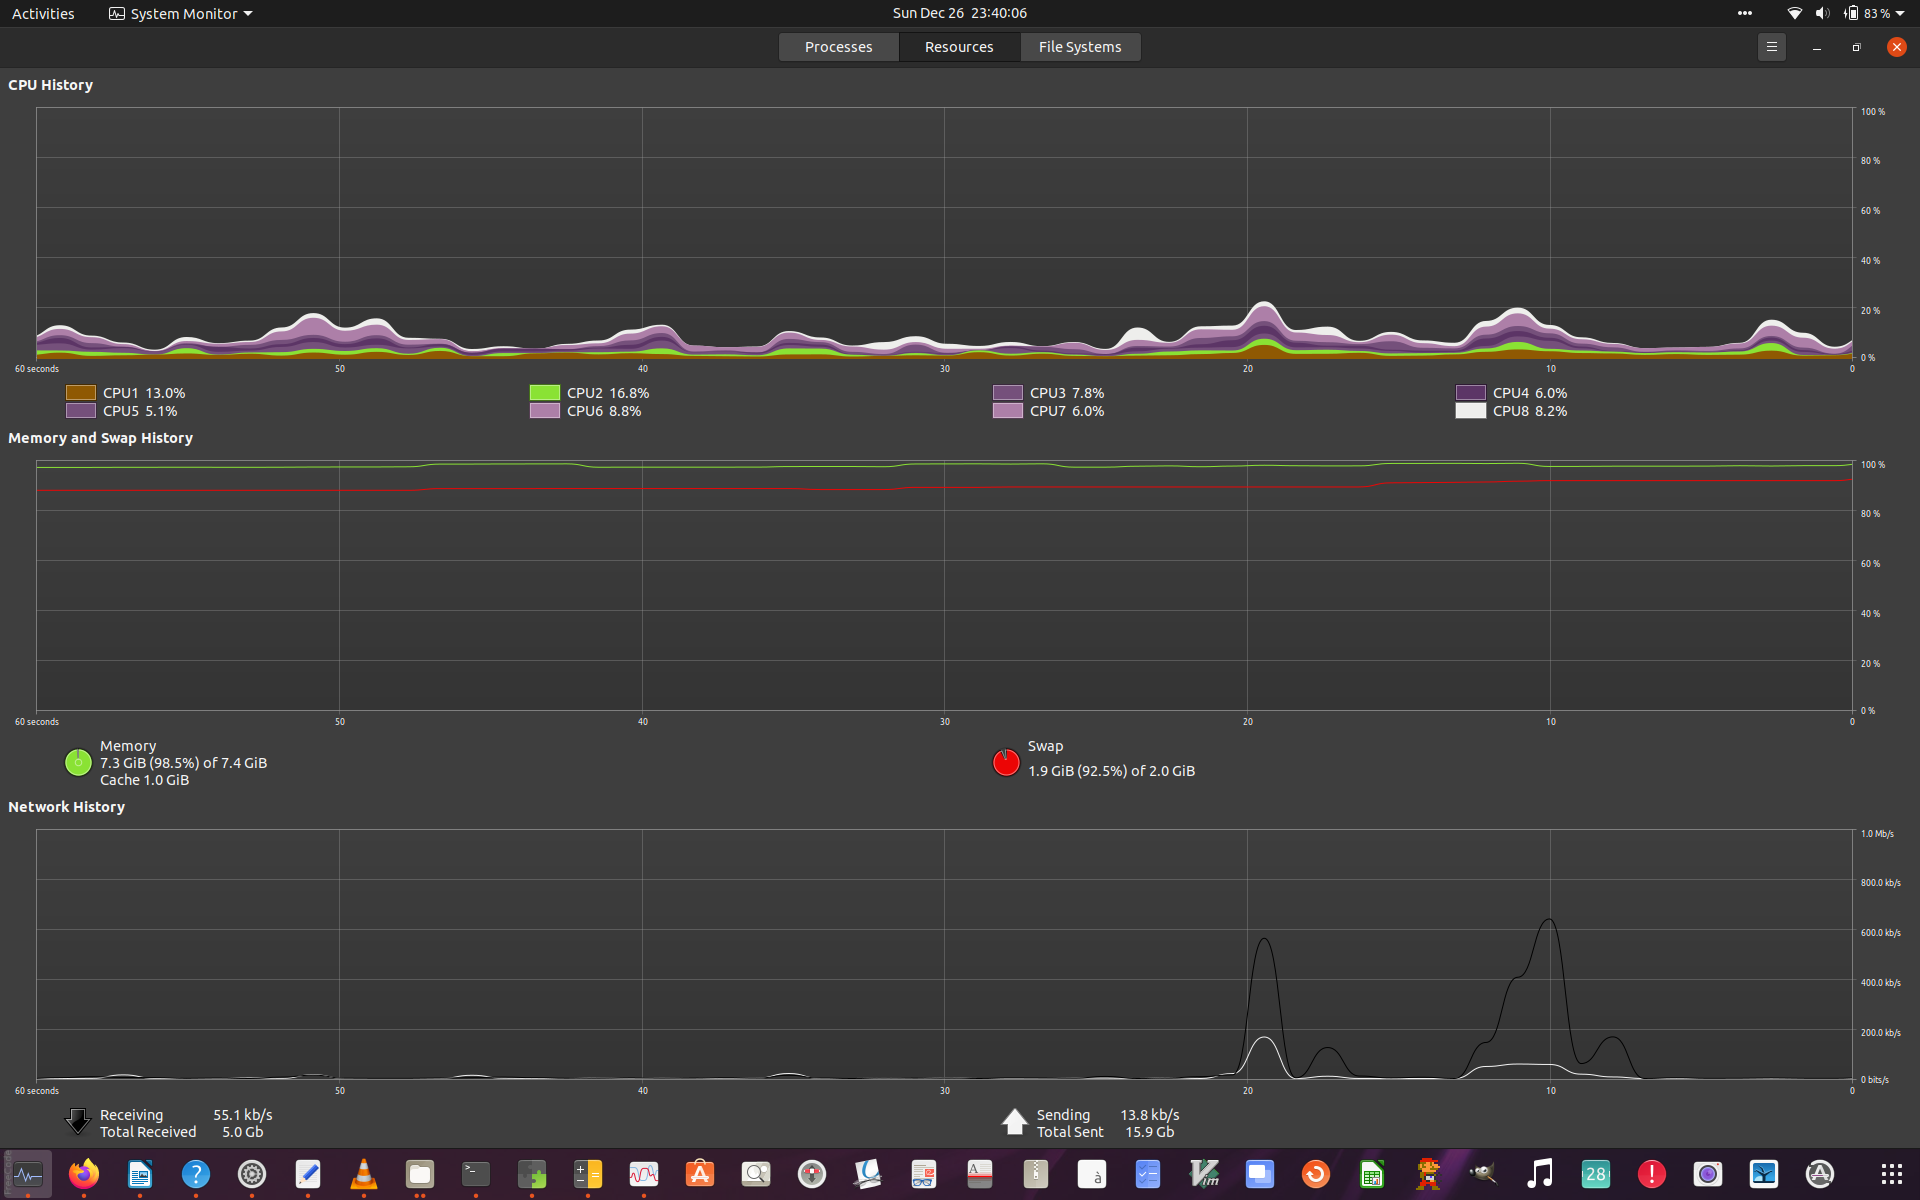 Activities System Monitor Sun Dec 26 23:40:06 83 %
Processes Resources File Systems
CPU History
100 %
80 %
60 %
40 %
20 %
0 %
60 seconds 50 40 30 20 10 0
CPU1 13.0% CPU2 16.8% CPU3 7.8% CPU4 6.0%
CPU5 5.1% CPU6 8.8% CPU7 6.0% CPU8 8.2%
Memory and Swap History
100 %
80 %
60 %
40 %
20 %
0 %
60 seconds 50 40 30 20 10 0
Memory Swap
7.3 GiB (98.5%) of 7.4 GiB 1.9 GiB (92.5%) of 2.0 GiB
Cache 1.0 GiB
Network History
1.0 Mb/s
800.0 kb/s
600.0 kb/s
400.0 kb/s
200.0 kb/s
0 bits/s
60 seconds 50 40 30 20 10 0
Receiving 55.1 kb/s Sending 13.8 kb/s
Total Received 5.0 Gb Total Sent 15.9 Gb
? >_ A à Vim 28 !